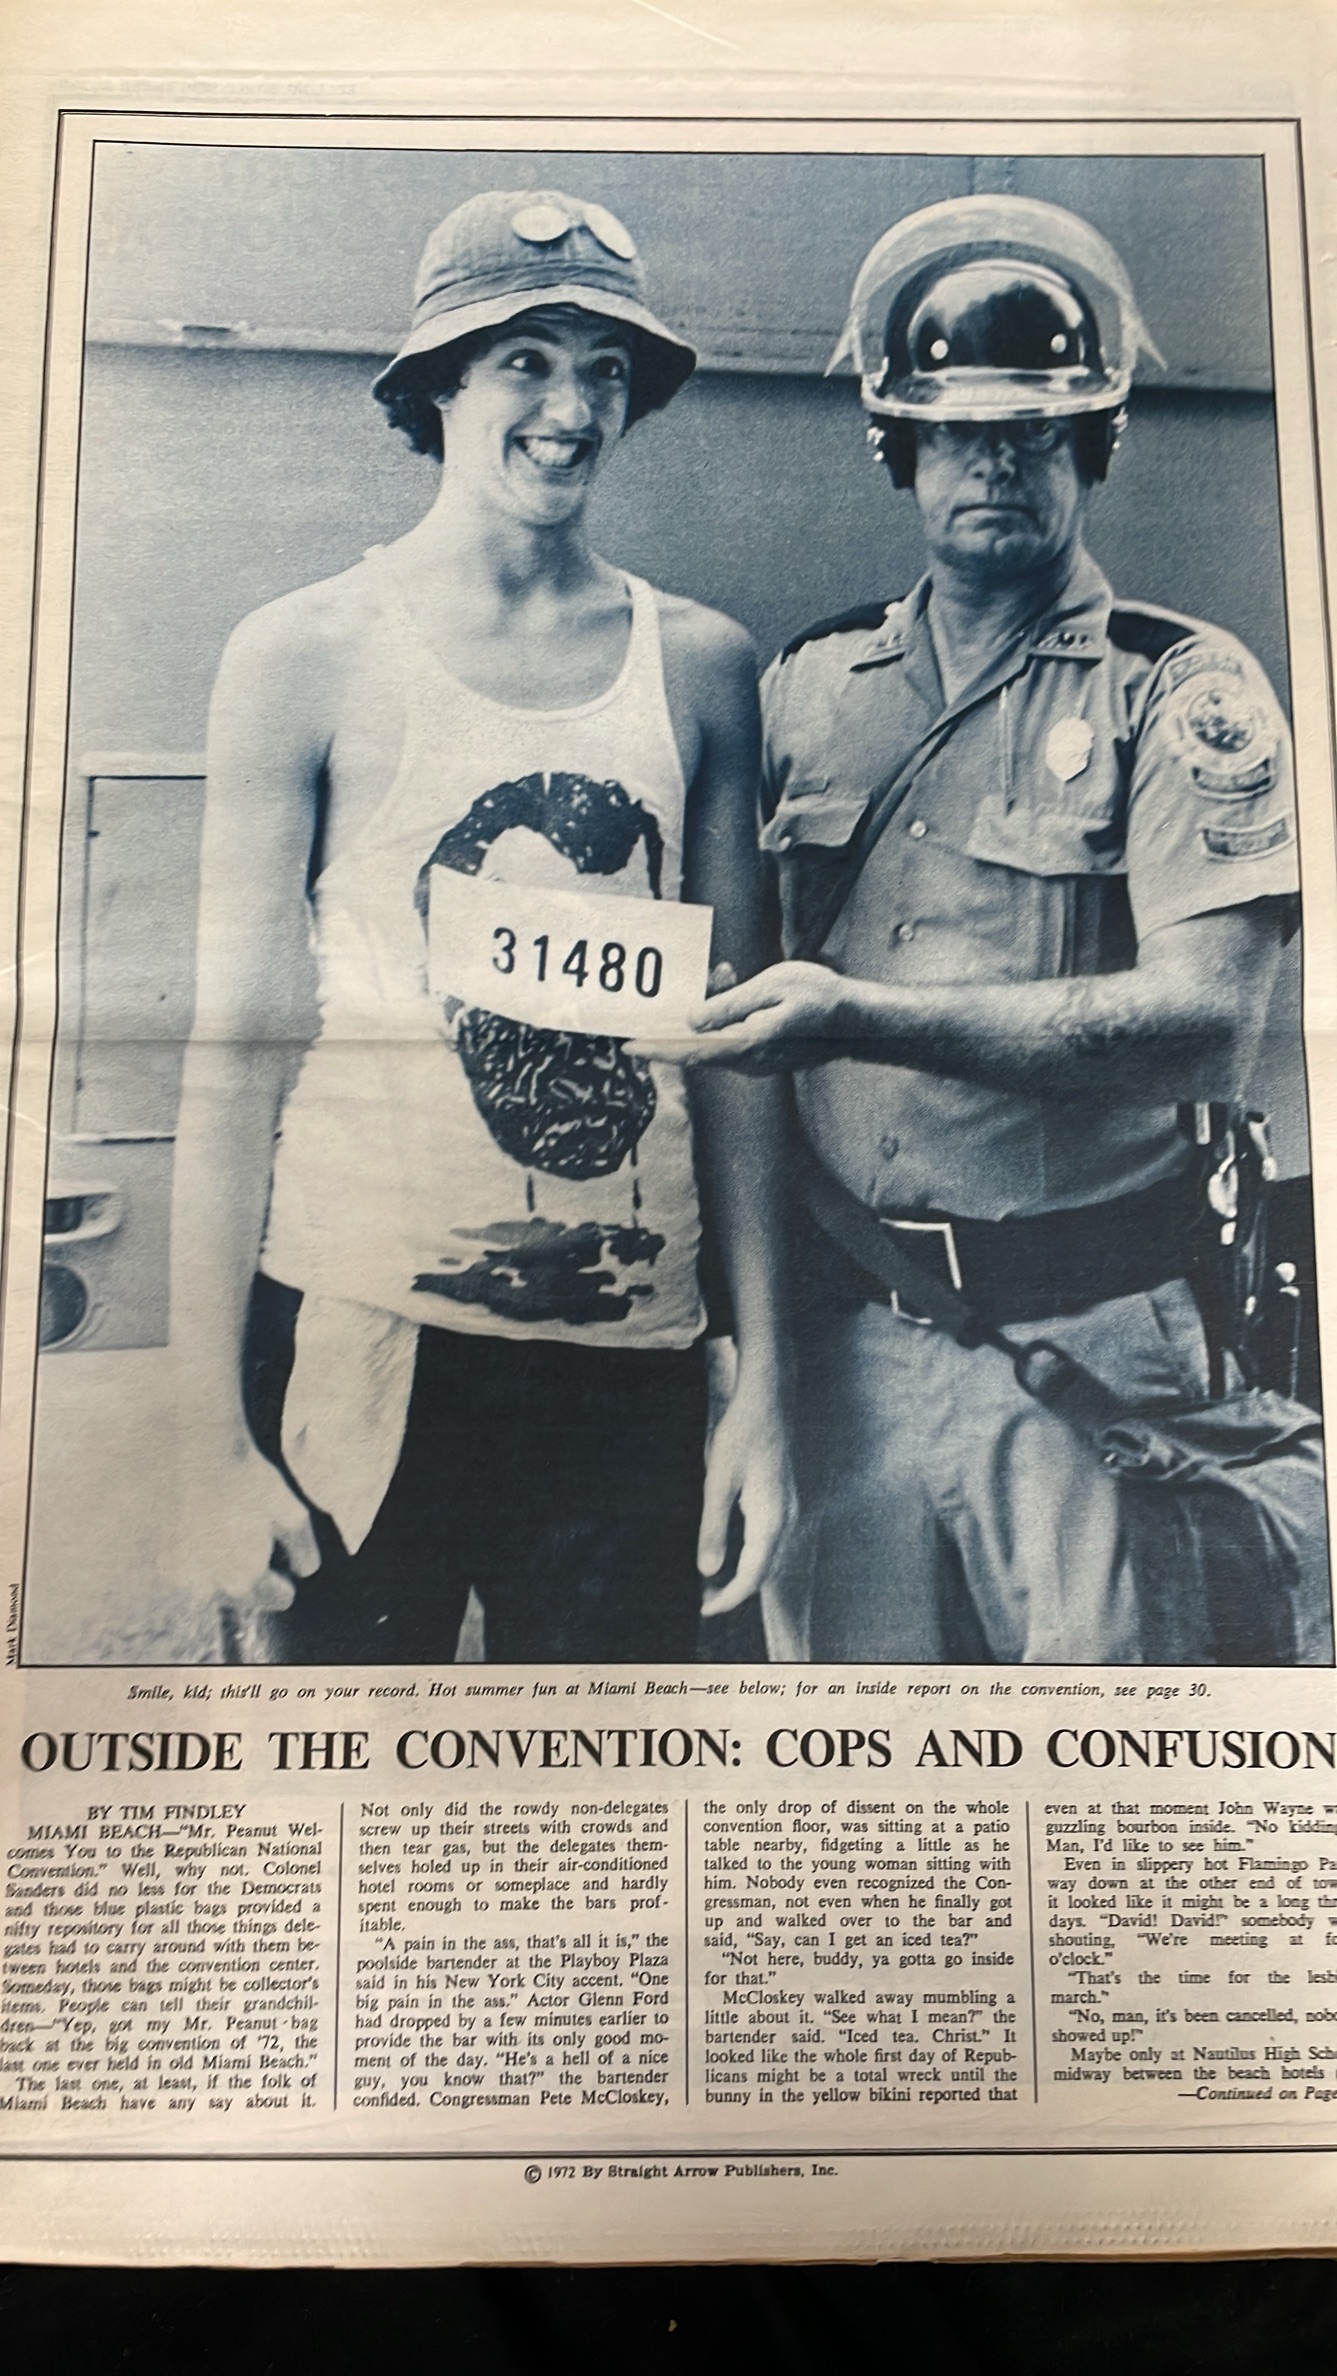 31480
Mark Diamond
Smile, kid; this'll go on your record. Hot summer fun at Miami Beach—see below; for an inside report on the convention, see page 30.
OUTSIDE THE CONVENTION: COPS AND CONFUSION
BY TIM FINDLEY
MIAMI BEACH—"Mr. Peanut Wel-
comes You to the Republican National
Convention." Well, why not. Colonel
Sanders did no less for the Democrats
and those blue plastic bags provided a
nifty repository for all those things dele-
gates had to carry around with them be-
tween hotels and the convention center.
Someday, those bags might be collector's
items. People can tell their grandchil-
dren—"Yep, got my Mr. Peanut bag
back at the big convention of '72, the
last one ever held in old Miami Beach."
The last one, at least, if the folk of
Miami Beach have any say about it.
Not only did the rowdy non-delegates
screw up their streets with crowds and
then tear gas, but the delegates them-
selves holed up in their air-conditioned
hotel rooms or someplace and hardly
spent enough to make the bars prof-
itable.
"A pain in the ass, that's all it is," the
poolside bartender at the Playboy Plaza
said in his New York City accent. "One
big pain in the ass." Actor Glenn Ford
had dropped by a few minutes earlier to
provide the bar with its only good mo-
ment of the day. "He's a hell of a nice
guy, you know that?" the bartender
confided. Congressman Pete McCloskey,
the only drop of dissent on the whole
convention floor, was sitting at a patio
table nearby, fidgeting a little as he
talked to the young woman sitting with
him. Nobody even recognized the Con-
gressman, not even when he finally got
up and walked over to the bar and
said, "Say, can I get an iced tea?"
"Not here, buddy, ya gotta go inside
for that."
McCloskey walked away mumbling a
little about it. "See what I mean?" the
bartender said. "Iced tea. Christ." It
looked like the whole first day of Repub-
licans might be a total wreck until the
bunny in the yellow bikini reported that
even at that moment John Wayne
guzzling bourbon inside. "No
Man, I'd like to see him."
Even in slippery hot Flamingo
way down at the other end of
it looked like it might be a long
days. "David! David!" somebody
shouting, "We're meeting at
o'clock."
"That's the time for the
march."
"No, man, it's been cancelled,
showed up!"
Maybe only at Nautilus High
midway between the beach hotels
—Continued on Page
© 1972 By Straight Arrow Publishers, Inc.